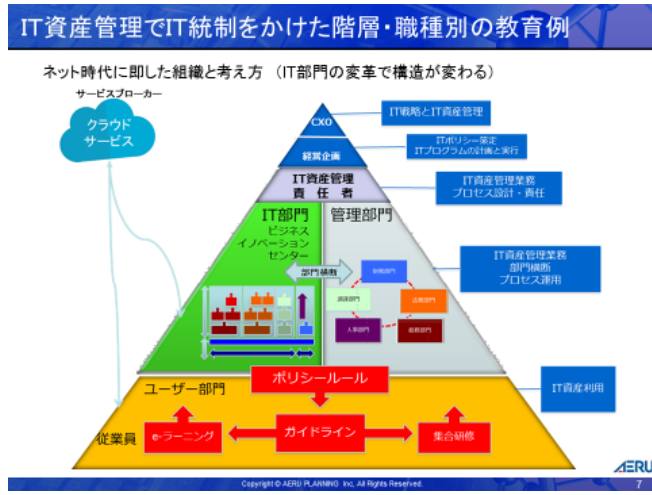 IT資産管理でIT統制をかけた階層・職種別の教育例
ネット時代に即した組織と考え方 （IT部門の変革で構造が変わる）
サービスブローカー
クラウド
サービス
CXO
IT戦略とIT資産管理
経営企画
ITポリシー策定
ITプログラムの計画と実行
IT資産管理
責 任 者
IT資産管理業務
プロセス設計・責任
IT部門
ビジネス
イノベーション
センター
管理部門
部門横断
財務部門
法務部門
総務部門
人事部門
IT資産管理業務
部門横断
プロセス運用
ユーザー部門
ポリシールール
IT資産利用
従業員
e-ラーニング
ガイドライン
集合研修
AERU
Copyright © AERU PLANNING Inc, All Rights Reserved.
7